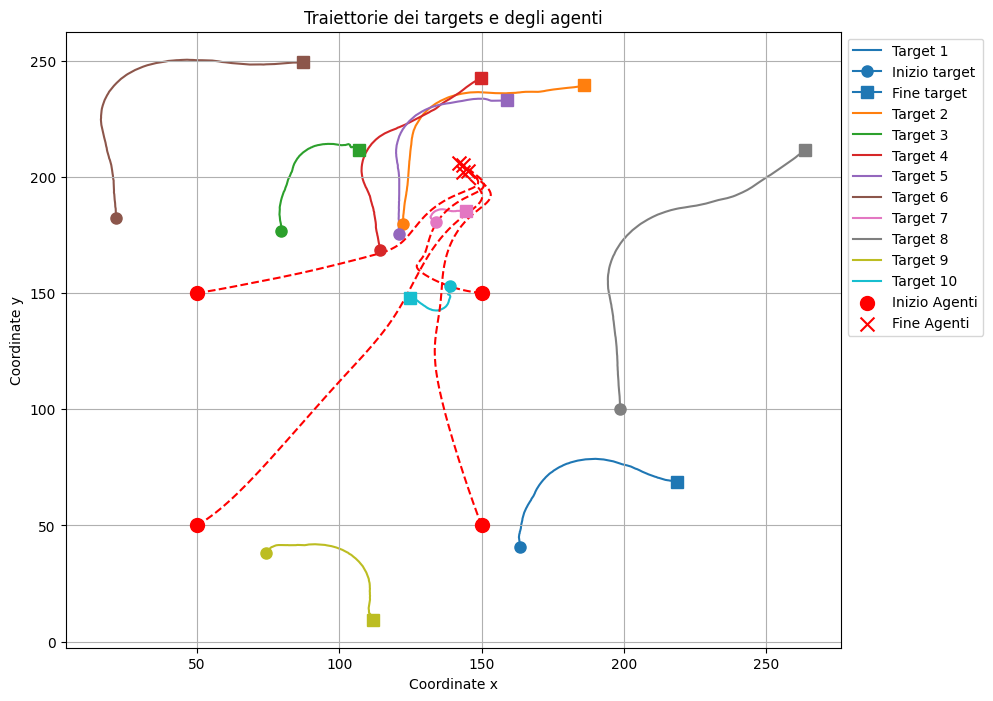 Traiettorie dei targets e degli agenti
Coordinate y
250
200
150
100
50
0
50
100
150
200
250
Coordinate x
Target 1
Inizio target
Fine target
Target 2
Target 3
Target 4
Target 5
Target 6
Target 7
Target 8
Target 9
Target 10
Inizio Agenti
Fine Agenti